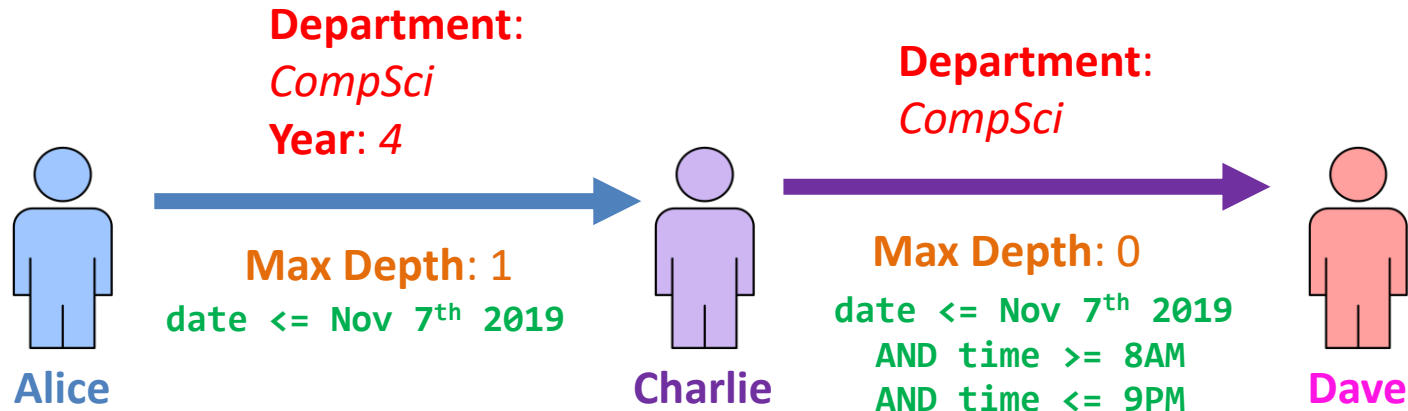 Department:
CompSci
Year: 4
Max Depth: 1
date <= Nov 7th 2019
Department:
CompSci
Max Depth: 0
date <= Nov 7th 2019
AND time >= 8AM
AND time <= 9PM
Alice
Charlie
Dave